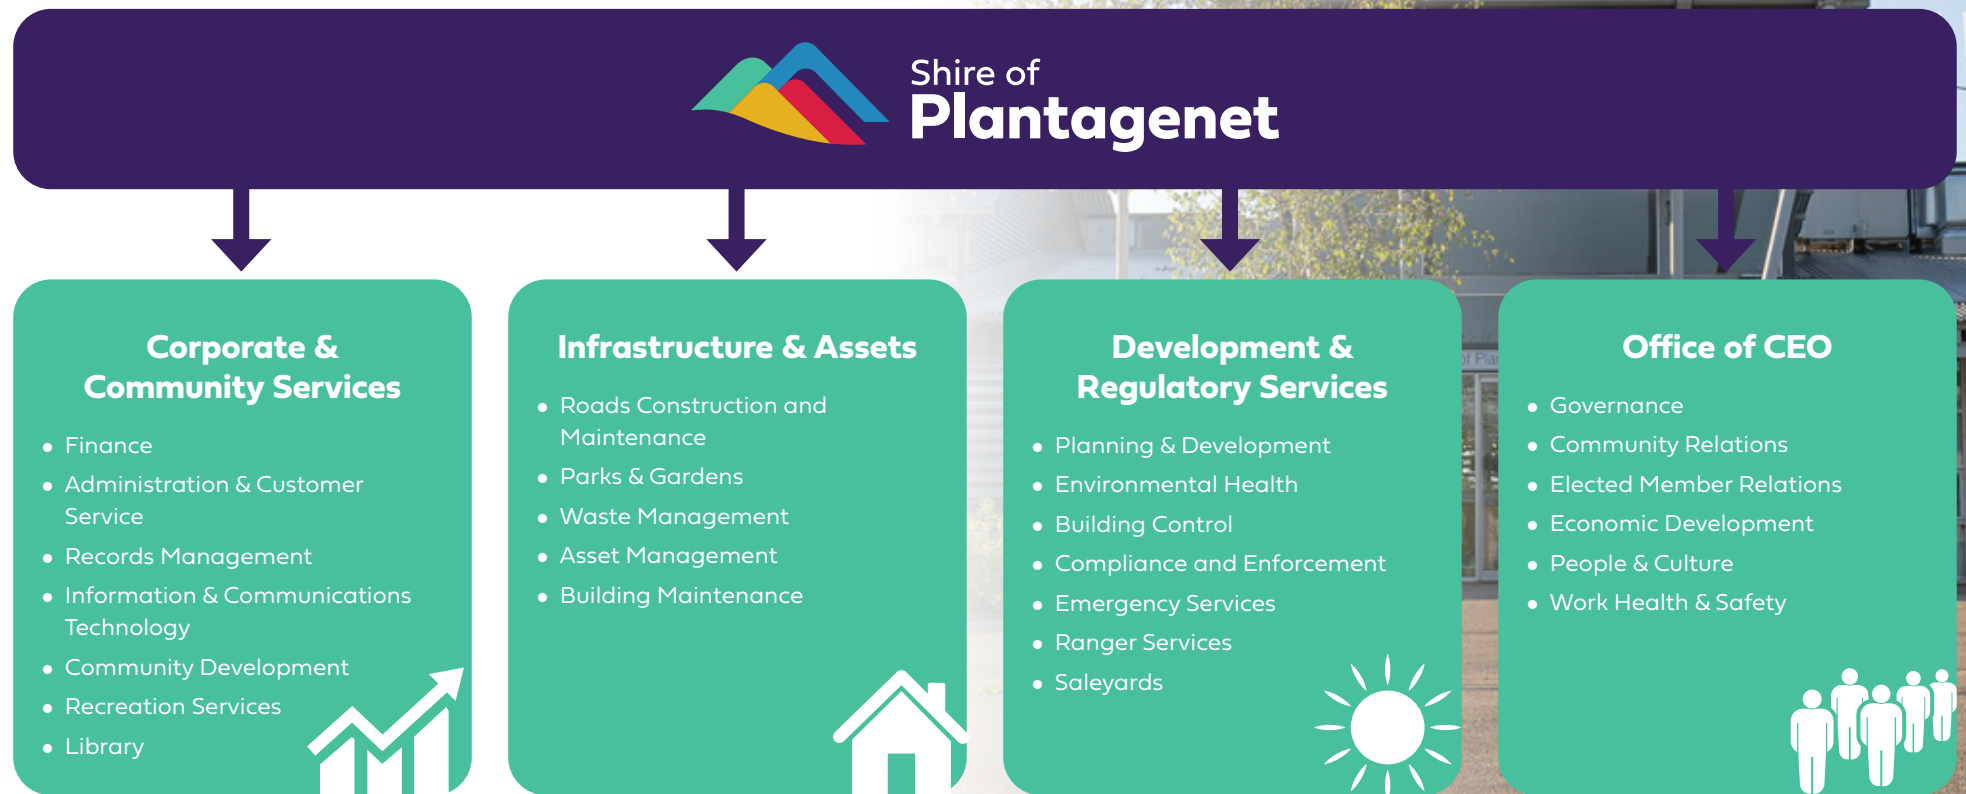 Shire of
Plantagenet
Corporate &
Community Services
• Finance
• Administration & Customer
Service
• Records Management
• Information & Communications
Technology
• Community Development
• Recreation Services
• Library
Infrastructure & Assets
• Roads Construction and
Maintenance
• Parks & Gardens
• Waste Management
• Asset Management
• Building Maintenance
Development &
Regulatory Services
• Planning & Development
• Environmental Health
• Building Control
• Compliance and Enforcement
• Emergency Services
• Ranger Services
• Saleyards
Office of CEO
• Governance
• Community Relations
• Elected Member Relations
• Economic Development
• People & Culture
• Work Health & Safety